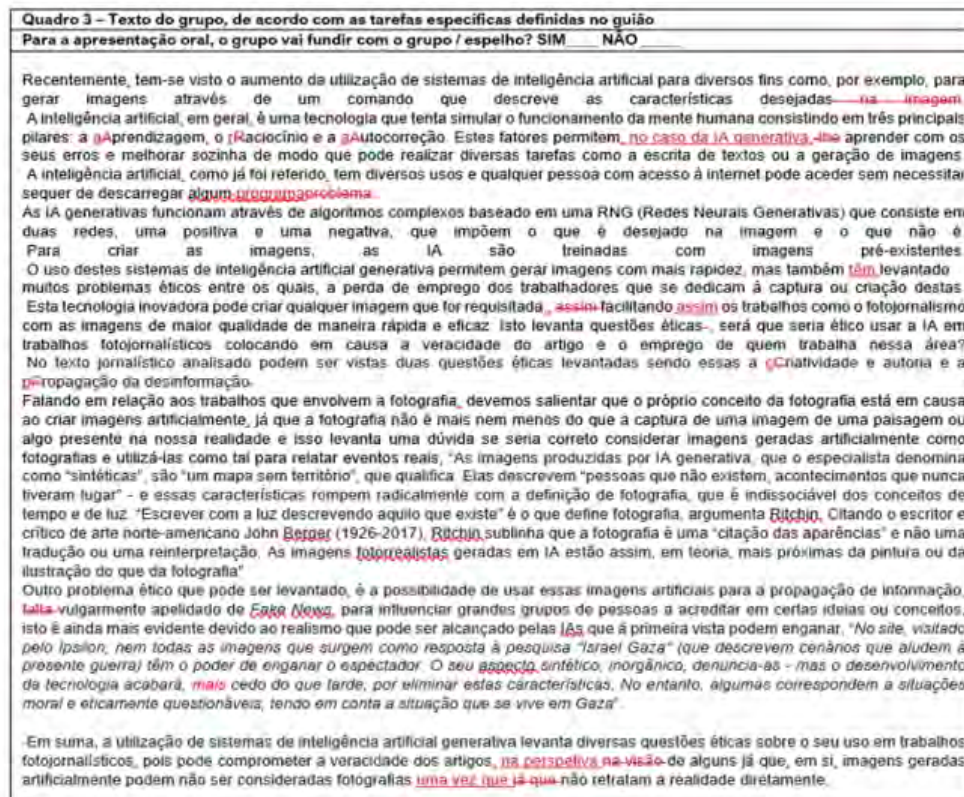 Quadro 3 – Texto do grupo, de acordo com as tarefas específicas definidas no guião
Para a apresentação oral, o grupo vai fundir com o grupo / espelho? SIM____ NÃO _____
Recentemente, tem-se visto o aumento da utilização de sistemas de inteligência artificial para diversos fins como, por exemplo, para
gerar imagens através de um comando que descreve as características desejadas na imagem.
A inteligência artificial, em geral, é uma tecnologia que tenta simular o funcionamento da mente humana consistindo em três principais
pilares: a aAprendizagem, o rRaciocínio e a aAutocorreção. Estes fatores permitem, no caso da IA generativa, -lhe aprender com os
seus erros e melhorar sozinha de modo que pode realizar diversas tarefas como a escrita de textos ou a geração de imagens.
A inteligência artificial, como já foi referido, tem diversos usos e qualquer pessoa com acesso à internet pode aceder sem necessitar
sequer de descarregar algum programaproblema.
As IA generativas funcionam através de algoritmos complexos baseado em uma RNG (Redes Neurais Generativas) que consiste em
duas redes, uma positiva e uma negativa, que impõem o que é desejado na imagem e o que não é.
Para criar as imagens, as IA são treinadas com imagens pré-existentes.
O uso destes sistemas de inteligência artificial generativa permitem gerar imagens com mais rapidez, mas também têm levantado
muitos problemas éticos entre os quais, a perda de emprego dos trabalhadores que se dedicam à captura ou criação destas.
Esta tecnologia inovadora pode criar qualquer imagem que for requisitada , assim facilitando assim os trabalhos como o fotojornalismo
com as imagens de maior qualidade de maneira rápida e eficaz. Isto levanta questões éticas-, será que seria ético usar a IA em
trabalhos fotojornalísticos colocando em causa a veracidade do artigo e o emprego de quem trabalha nessa área?
No texto jornalístico analisado podem ser vistas duas questões éticas levantadas sendo essas a cCriatividade e autoria e a
pPropagação da desinformação.
Falando em relação aos trabalhos que envolvem a fotografia, devemos salientar que o próprio conceito da fotografia está em causa
ao criar imagens artificialmente, já que a fotografia não é mais nem menos do que a captura de uma imagem de uma paisagem ou
algo presente na nossa realidade e isso levanta uma dúvida se seria correto considerar imagens geradas artificialmente como
fotografias e utilizá-las como tal para relatar eventos reais, "As imagens produzidas por IA generativa, que o especialista denomina
como "sintéticas", são "um mapa sem território", que qualifica. Elas descrevem "pessoas que não existem, acontecimentos que nunca
tiveram lugar" - e essas características rompem radicalmente com a definição de fotografia, que é indissociável dos conceitos de
tempo e de luz. "Escrever com a luz descrevendo aquilo que existe" é o que define fotografia, argumenta Ritchin. Citando o escritor e
crítico de arte norte-americano John Berger (1926-2017), Ritchin sublinha que a fotografia é uma "citação das aparências" e não uma
tradução ou uma reinterpretação. As imagens fotorrealistas geradas em IA estão assim, em teoria, mais próximas da pintura ou da
ilustração do que da fotografia"
Outro problema ético que pode ser levantado, é a possibilidade de usar essas imagens artificiais para a propagação de informação,
falta vulgarmente apelidado de Fake News, para influenciar grandes grupos de pessoas a acreditar em certas ideias ou conceitos,
isto é ainda mais evidente devido ao realismo que pode ser alcançado pelas IAs que á primeira vista podem enganar, "No site, visitado
pelo Ípsilon, nem todas as imagens que surgem como resposta à pesquisa "Israel Gaza" (que descrevem cenários que aludem à
presente guerra) têm o poder de enganar o espectador. O seu aspecto sintético, inorgânico, denuncia-as - mas o desenvolvimento
da tecnologia acabará, mais cedo do que tarde, por eliminar estas características. No entanto, algumas correspondem a situações
moral e eticamente questionáveis, tendo em conta a situação que se vive em Gaza"
Em suma, a utilização de sistemas de inteligência artificial generativa levanta diversas questões éticas sobre o seu uso em trabalhos
fotojornalísticos, pois pode comprometer a veracidade dos artigos, na perspetiva na visão de alguns já que, em si, imagens geradas
artificialmente podem não ser consideradas fotografias uma vez que já que não retratam a realidade diretamente.